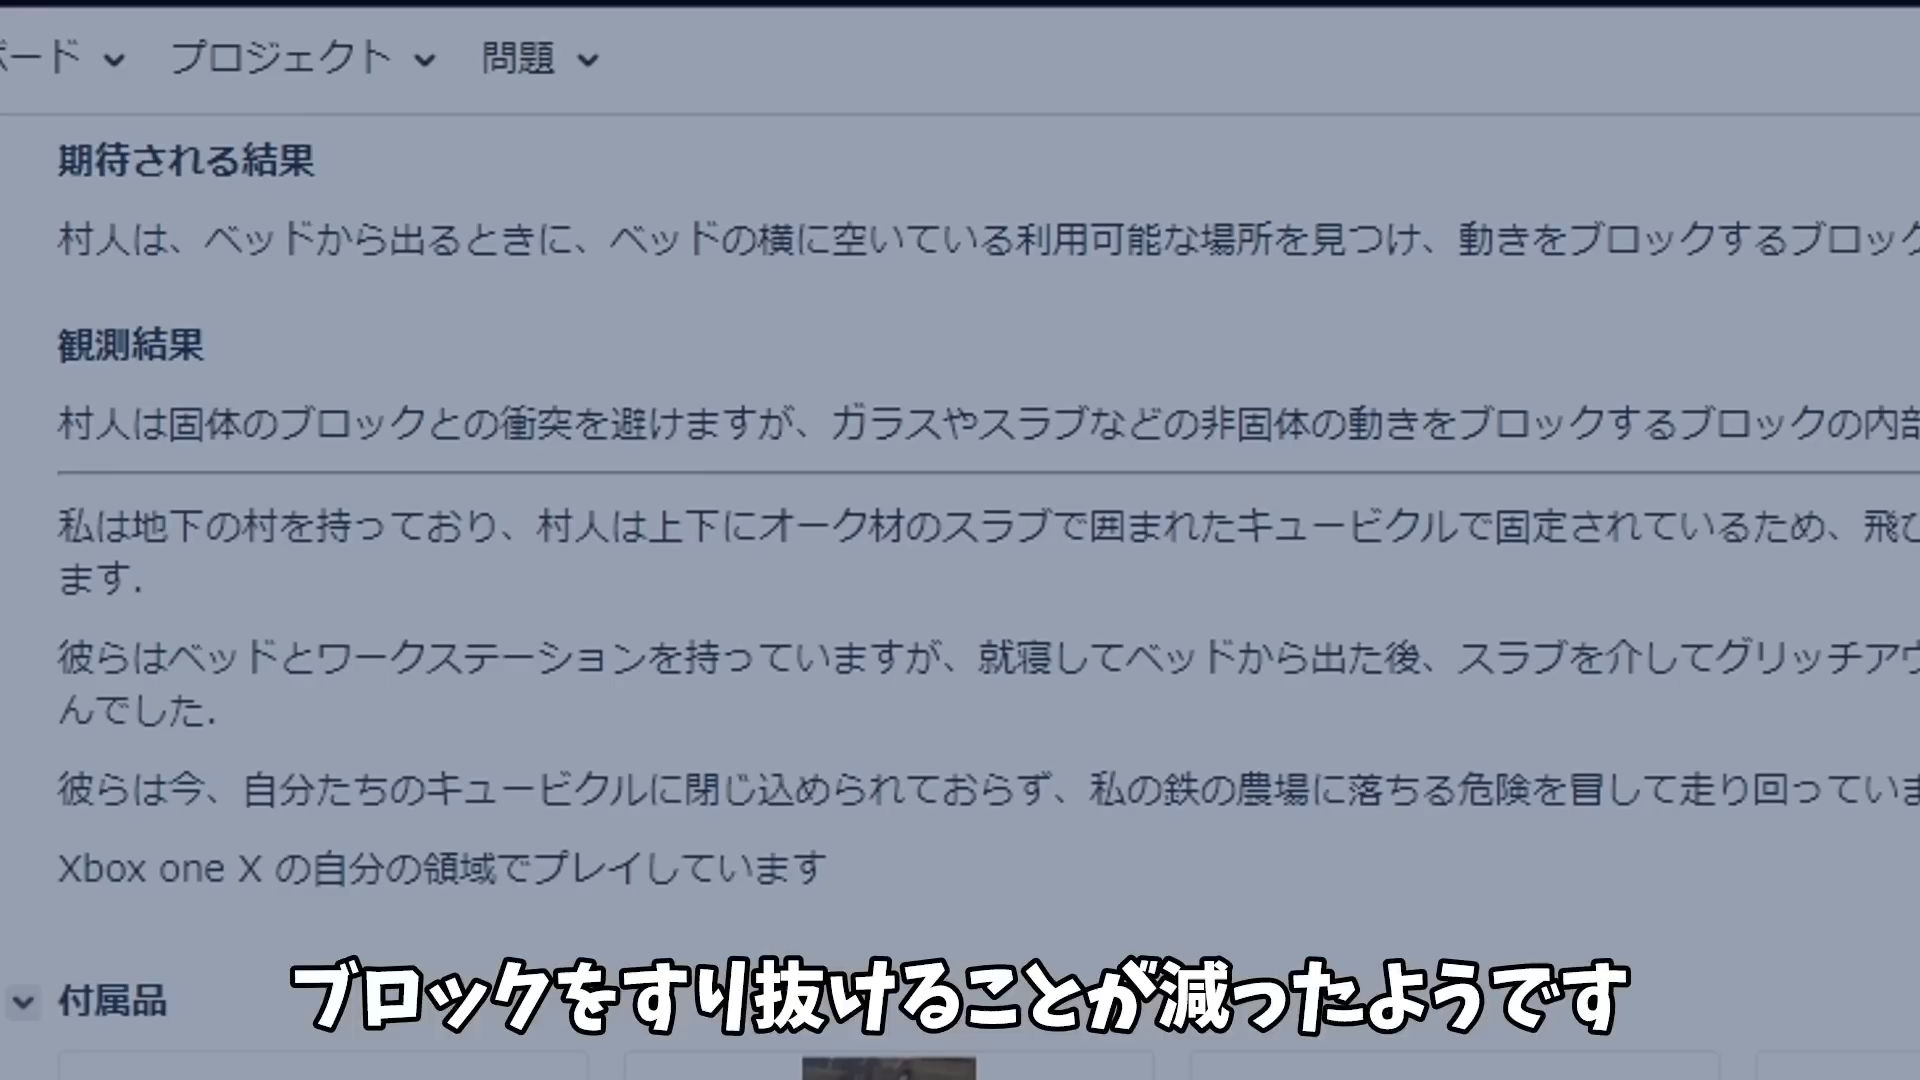 ボード プロジェクト 問題
期待される結果
村人は、ベッドから出るときに、ベッドの横に空いている利用可能な場所を見つけ、動きをブロックするブロック
観測結果
村人は固体のブロックとの衝突を避けますが、ガラスやスラブなどの非固体の動きをブロックするブロックの内部
私は地下の村を持っており、村人は上下にオーク材のスラブで囲まれたキュービクルで固定されているため、飛び
ます.
彼らはベッドとワークステーションを持っていますが、就寝してベッドから出た後、スラブを介してグリッチアウ
んでした.
彼らは今、自分たちのキュービクルに閉じ込められておらず、私の鉄の農場に落ちる危険を冒して走り回っていま
Xbox one X の自分の領域でプレイしています
付属品
ブロックをすり抜けることが減ったようです